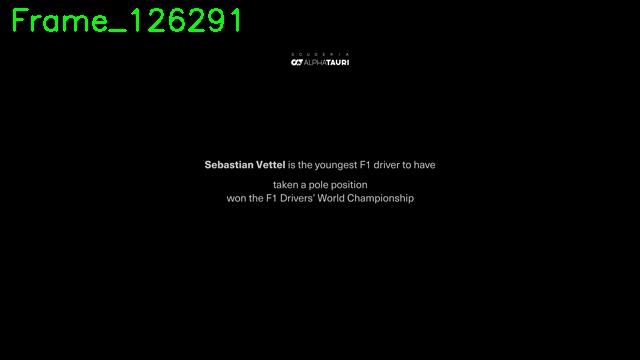 Frame_126291
SCUDERIA
ALPHATAURI
Sebastian Vettel is the youngest F1 driver to have
taken a pole position
won the F1 Drivers' World Championship